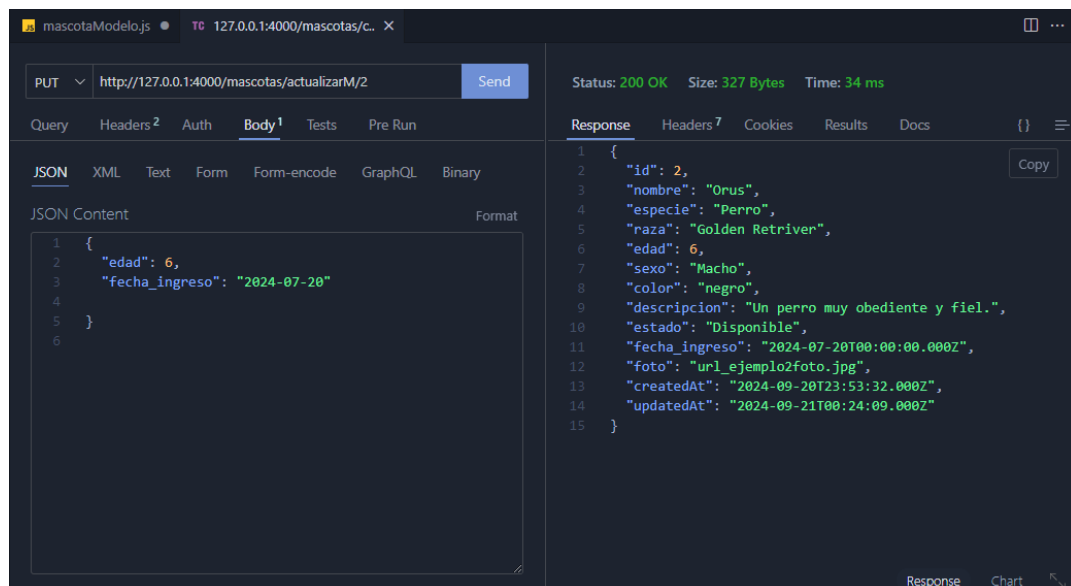 JS mascotaModelo.js
TC 127.0.0.1:4000/mascotas/c..
PUT http://127.0.0.1:4000/mascotas/actualizarM/2 Send
Query Headers 2 Auth Body 1 Tests Pre Run
JSON XML Text Form Form-encode GraphQL Binary
JSON Content Format
1 {
2 "edad": 6,
3 "fecha_ingreso": "2024-07-20"
4
5 }
6
Status: 200 OK Size: 327 Bytes Time: 34 ms
Response Headers 7 Cookies Results Docs {}
Copy
1 {
2 "id": 2,
3 "nombre": "Orus",
4 "especie": "Perro",
5 "raza": "Golden Retriver",
6 "edad": 6,
7 "sexo": "Macho",
8 "color": "negro",
9 "descripcion": "Un perro muy obediente y fiel.",
10 "estado": "Disponible",
11 "fecha_ingreso": "2024-07-20T00:00:00.000Z",
12 "foto": "url_ejemplo2foto.jpg",
13 "createdAt": "2024-09-20T23:53:32.000Z",
14 "updatedAt": "2024-09-21T00:24:09.000Z"
15 }
Response Chart